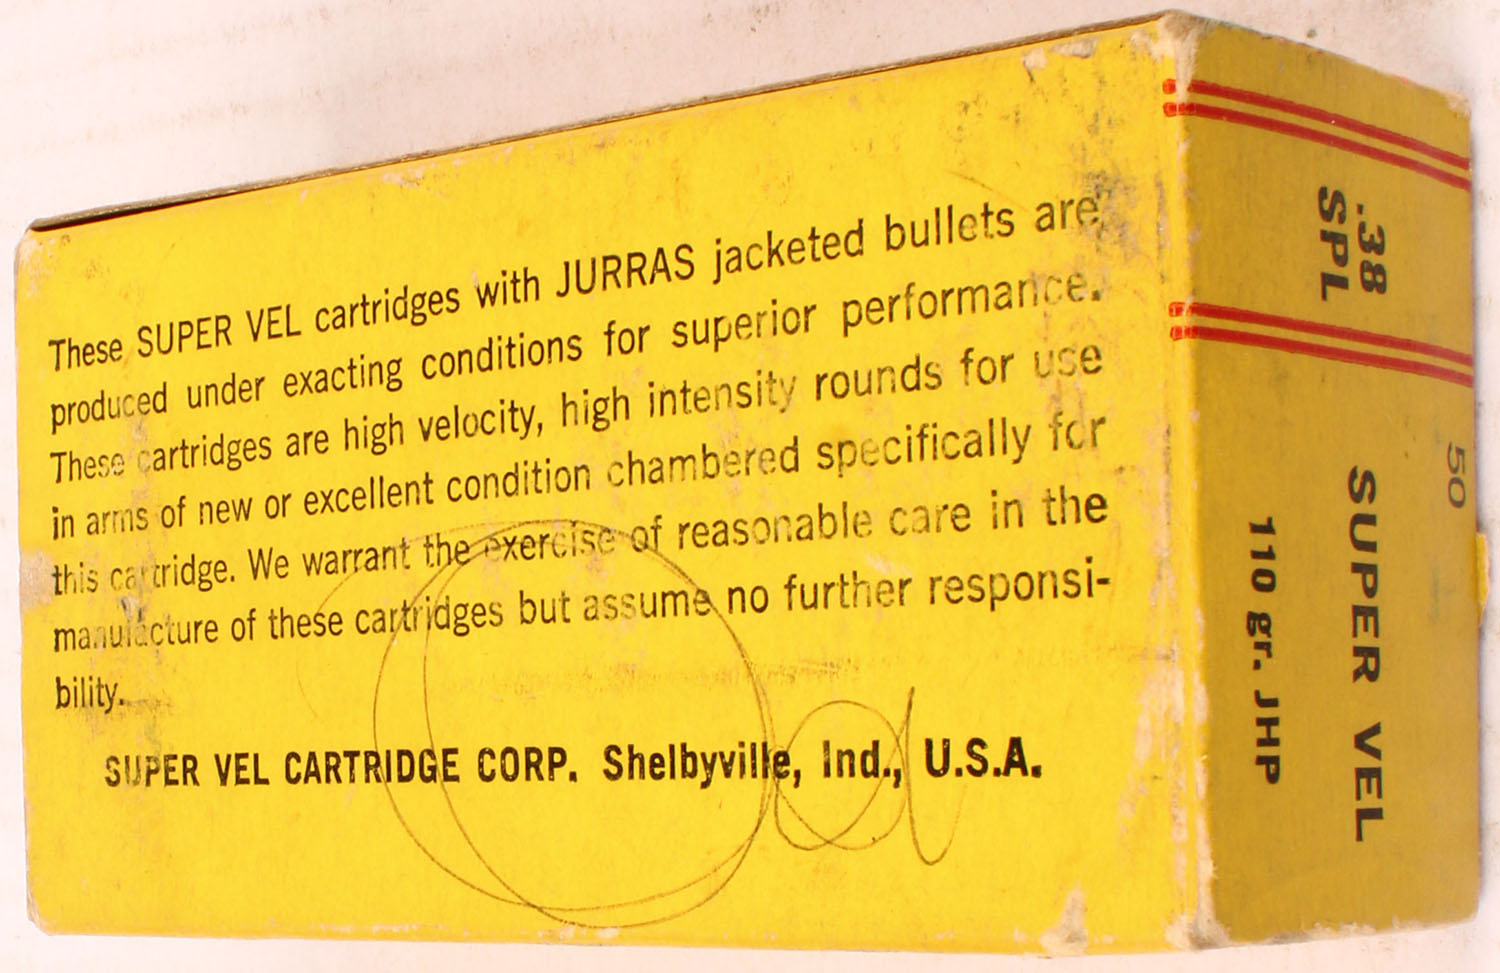 These SUPER VEL cartridges with JURRAS jacketed bullets are
produced under exacting conditions for superior performance.
These cartridges are high velocity, high intensity rounds for use
in arms of new or excellent condition chambered specifically for
this cartridge. We warrant the exercise of reasonable care in the
manufacture of these cartridges but assume no further responsi-
bility.
SUPER VEL CARTRIDGE CORP. Shelbyville, Ind., U.S.A.
.38
SPL
50
SUPER VEL
110 gr. JHP